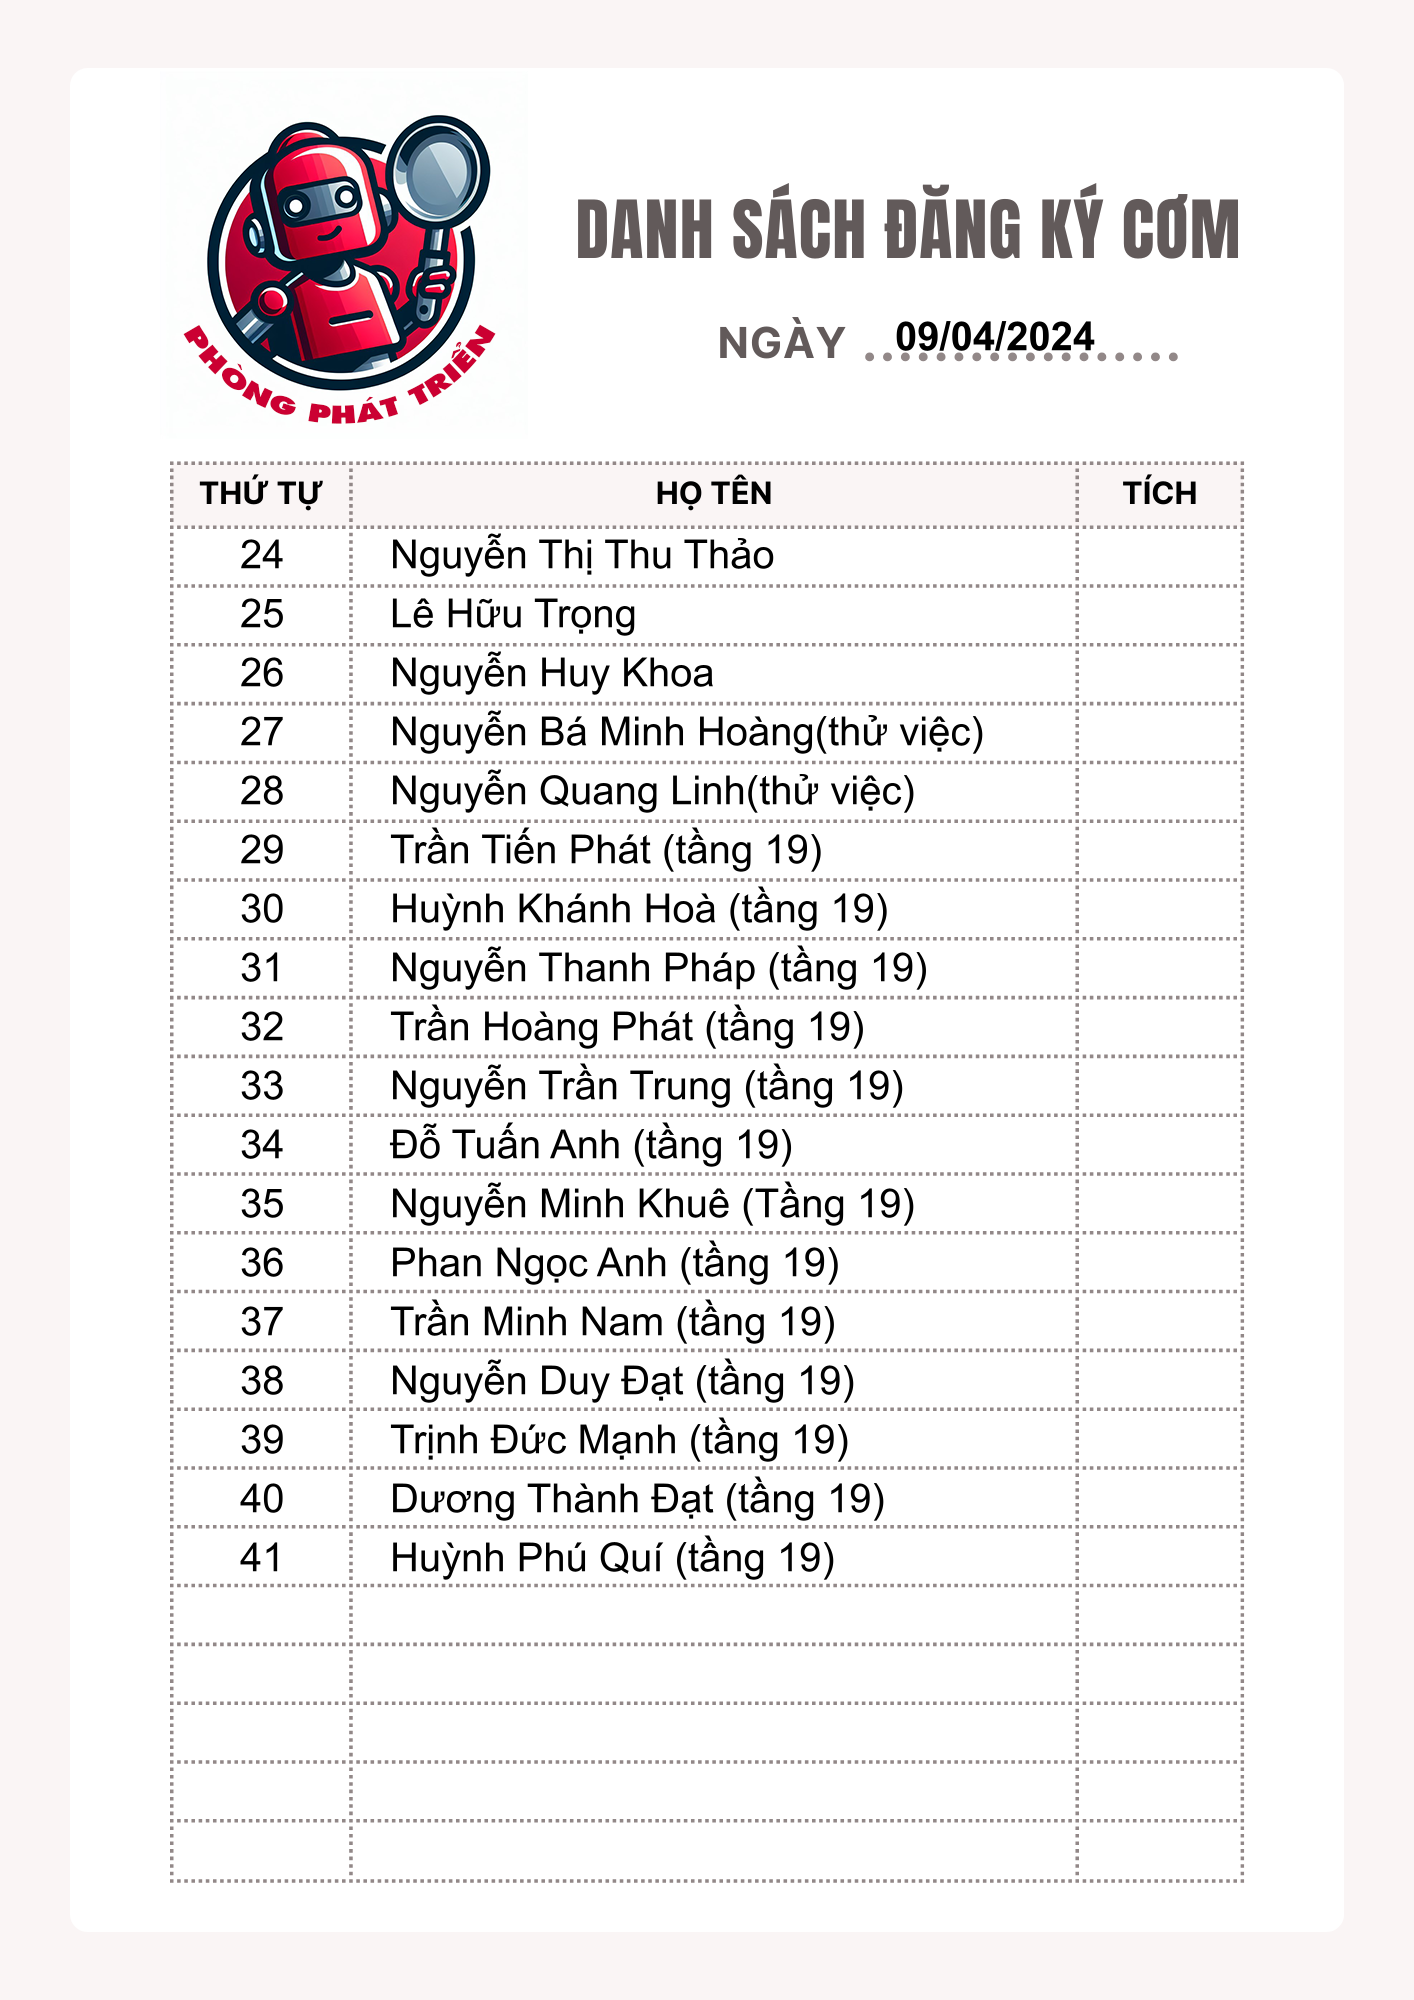 PHÒNG PHÁT TRIỂN
DANH SÁCH ĐĂNG KÝ CƠM
NGÀY 09/04/2024
THỨ TỰ HỌ TÊN TÍCH
24 Nguyễn Thị Thu Thảo
25 Lê Hữu Trọng
26 Nguyễn Huy Khoa
27 Nguyễn Bá Minh Hoàng(thử việc)
28 Nguyễn Quang Linh(thử việc)
29 Trần Tiến Phát (tầng 19)
30 Huỳnh Khánh Hoà (tầng 19)
31 Nguyễn Thanh Pháp (tầng 19)
32 Trần Hoàng Phát (tầng 19)
33 Nguyễn Trần Trung (tầng 19)
34 Đỗ Tuấn Anh (tầng 19)
35 Nguyễn Minh Khuê (Tầng 19)
36 Phan Ngọc Anh (tầng 19)
37 Trần Minh Nam (tầng 19)
38 Nguyễn Duy Đạt (tầng 19)
39 Trịnh Đức Mạnh (tầng 19)
40 Dương Thành Đạt (tầng 19)
41 Huỳnh Phú Quí (tầng 19)